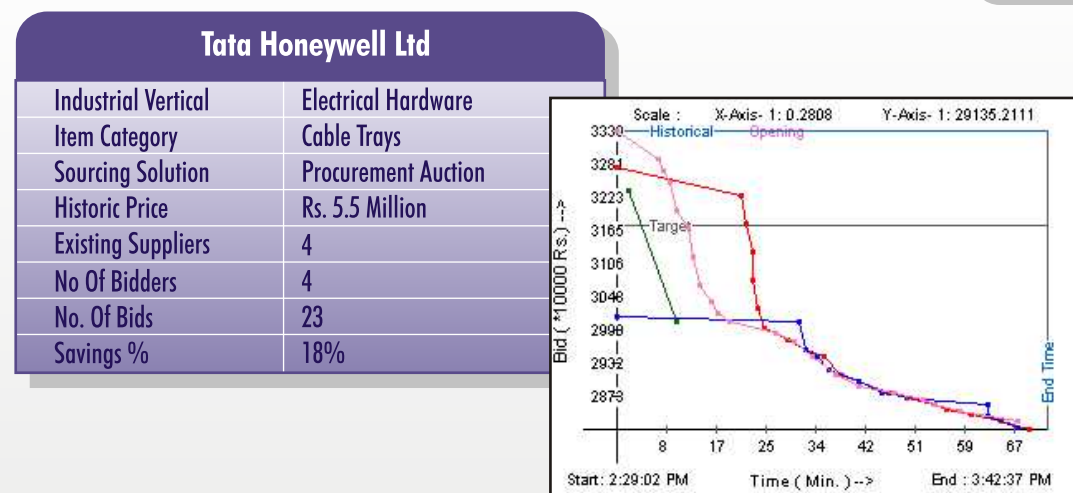 Tata Honeywell Ltd
Industrial Vertical Electrical Hardware
Item Category Cable Trays
Sourcing Solution Procurement Auction
Historic Price Rs. 5.5 Million
Existing Suppliers 4
No Of Bidders 4
No. Of Bids 23
Savings % 18%
Scale : X-Axis- 1: 0.2808 Y-Axis- 1: 29135.2111
3339 Historical Opening
3281
3223
3165 Target
3106
3048
2990
2932
2873
Bid ( *10000 Rs.) -->
End Time
8 17 25 34 42 51 59 67
Start: 2:29:02 PM Time ( Min. ) --> End : 3:42:37 PM